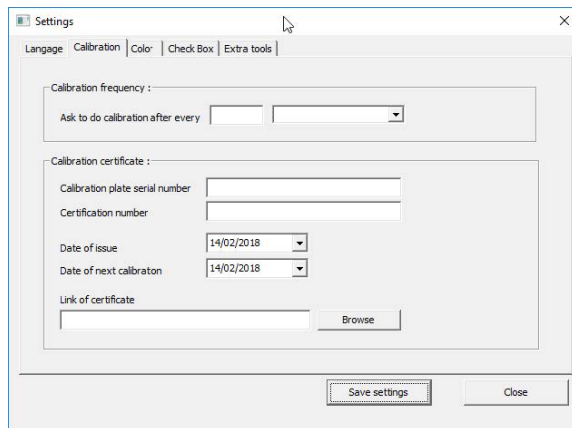 Settings
Langage Calibration Color Check Box Extra tools
Calibration frequency :
Ask to do calibration after every
Calibration certificate :
Calibration plate serial number
Certification number
Date of issue 14/02/2018
Date of next calibraton 14/02/2018
Link of certificate
Browse
Save settings Close